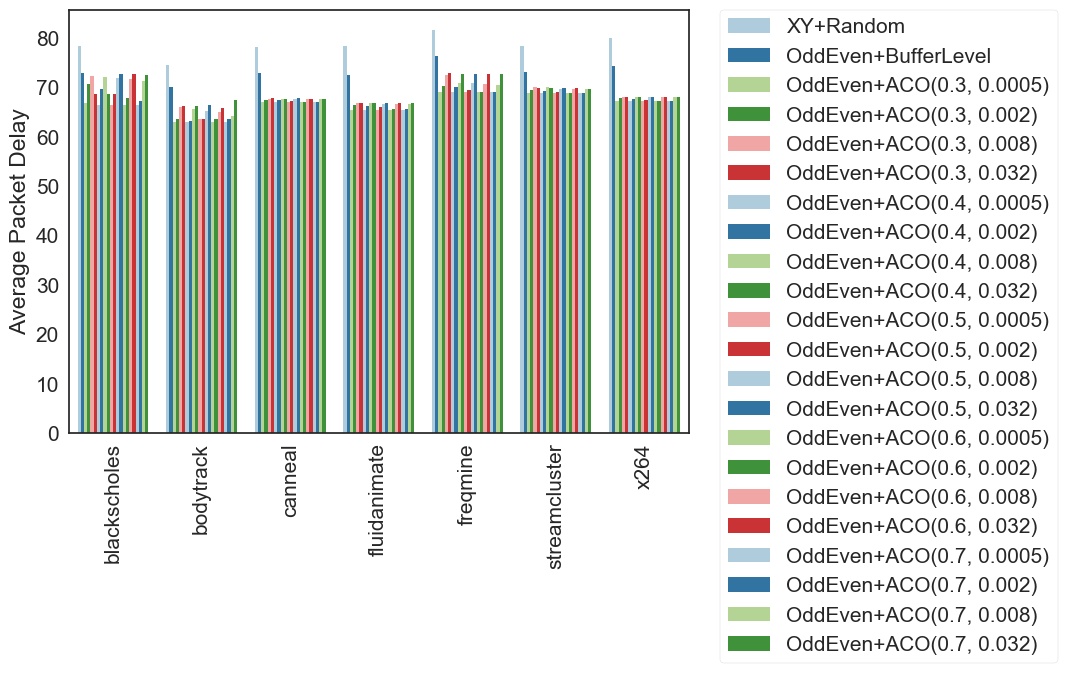 Average Packet Delay
80
70
60
50
40
30
20
10
0
blackscholes
bodytrack
canneal
fluidanimate
freqmine
streamcluster
x264
XY+Random
OddEven+BufferLevel
OddEven+ACO(0.3, 0.0005)
OddEven+ACO(0.3, 0.002)
OddEven+ACO(0.3, 0.008)
OddEven+ACO(0.3, 0.032)
OddEven+ACO(0.4, 0.0005)
OddEven+ACO(0.4, 0.002)
OddEven+ACO(0.4, 0.008)
OddEven+ACO(0.4, 0.032)
OddEven+ACO(0.5, 0.0005)
OddEven+ACO(0.5, 0.002)
OddEven+ACO(0.5, 0.008)
OddEven+ACO(0.5, 0.032)
OddEven+ACO(0.6, 0.0005)
OddEven+ACO(0.6, 0.002)
OddEven+ACO(0.6, 0.008)
OddEven+ACO(0.6, 0.032)
OddEven+ACO(0.7, 0.0005)
OddEven+ACO(0.7, 0.002)
OddEven+ACO(0.7, 0.008)
OddEven+ACO(0.7, 0.032)